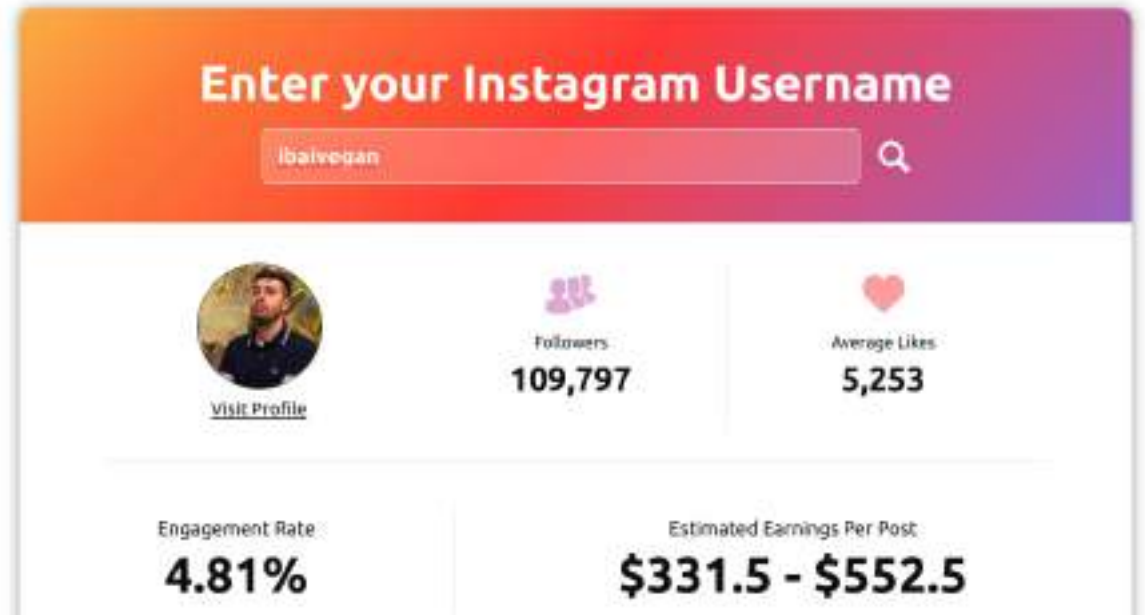 Enter your Instagram Username
ibaivegan
Visit Profile
Followers
109,797
Average Likes
5,253
Engagement Rate
4.81%
Estimated Earnings Per Post
$331.5 - $552.5